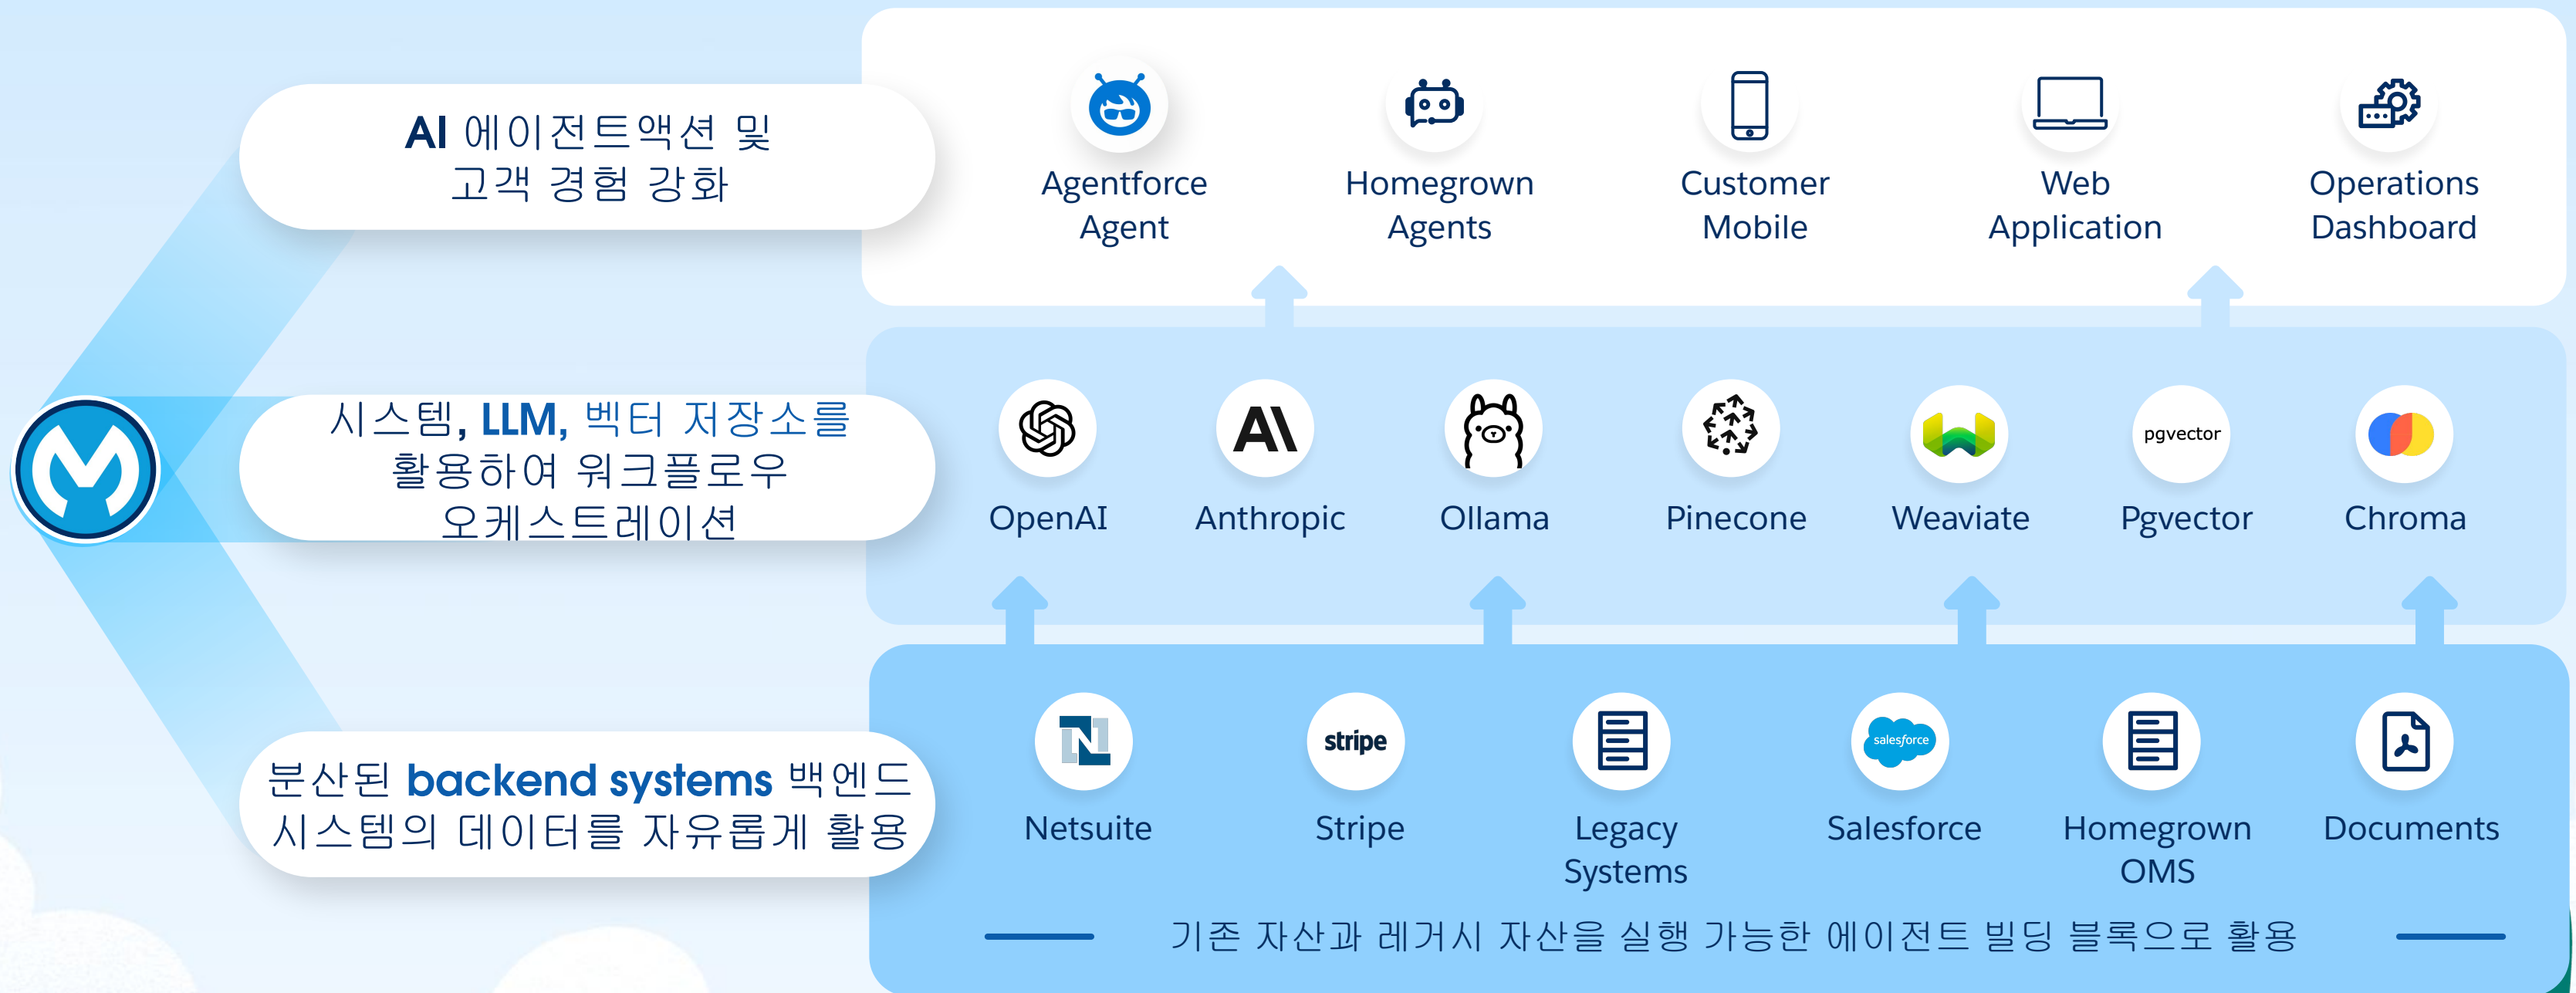 AI 에이전트액션 및
고객 경험 강화
Agentforce
Agent
Homegrown
Agents
Customer
Mobile
Web
Application
Operations
Dashboard
시스템, LLM, 벡터 저장소를
활용하여 워크플로우
오케스트레이션
pgvector
OpenAI
Anthropic
Ollama
Pinecone
Weaviate
Pgvector
Chroma
분산된 backend systems 백엔드
시스템의 데이터를 자유롭게 활용
stripe
salesforce
Netsuite
Stripe
Legacy
Systems
Salesforce
Homegrown
OMS
Documents
기존 자산과 레거시 자산을 실행 가능한 에이전트 빌딩 블록으로 활용